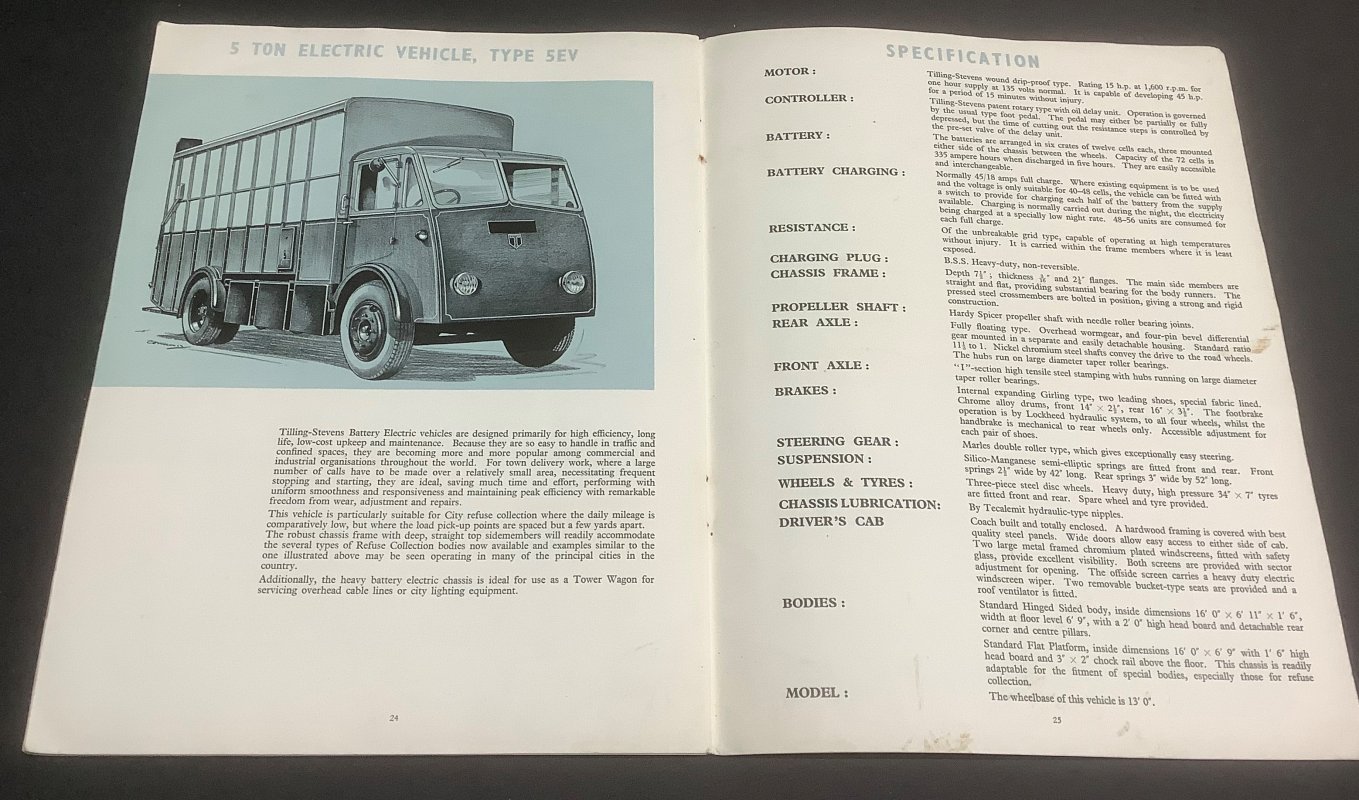 5 TON ELECTRIC VEHICLE, TYPE 5EV
Tilling-Stevens Battery Electric vehicles are designed primarily for high efficiency, long
life, low-cost upkeep and maintenance. Because they are so easy to handle in traffic and
confined spaces, they are becoming more and more popular among commercial and
industrial organisations throughout the world. For town delivery work, where a large
number of calls have to be made over a relatively small area, necessitating frequent
stopping and starting, they are ideal, saving much time and effort, performing with
uniform smoothness and responsiveness and maintaining peak efficiency with remarkable
freedom from wear, adjustment and repairs.
This vehicle is particularly suitable for City refuse collection where the daily mileage is
comparatively low, but where the load pick-up points are spaced but a few yards apart.
The robust chassis frame with deep, straight top sidemembers will readily accommodate
the several types of Refuse Collection bodies now available and examples similar to the
one illustrated above may be seen operating in many of the principal cities in the
country.
Additionally, the heavy battery electric chassis is ideal for use as a Tower Wagon for
servicing overhead cable lines or city lighting equipment.
24
SPECIFICATION
MOTOR :
Tilling-Stevens wound drip-proof type. Rating 15 h.p. at 1,600 r.p.m. for
one hour supply at 135 volts normal. It is capable of developing 45 h.p.
for a period of 15 minutes without injury.
CONTROLLER :
Tilling-Stevens patent rotary type with oil delay unit. Operation is governed
by the usual type foot pedal. The pedal may either be partially or fully
depressed, but the time of cutting out the resistance steps is controlled by
the pre-set valve of the delay unit.
BATTERY :
The batteries are arranged in six crates of twelve cells each, three mounted
either side of the chassis between the wheels. Capacity of the 72 cells is
335 ampere hours when discharged in five hours. They are easily accessible
and interchangeable.
BATTERY CHARGING :
Normally 45/18 amps full charge. Where existing equipment is to be used
and the voltage is only suitable for 40-48 cells, the vehicle can be fitted with
a switch to provide for charging each half of the battery from the supply
available. Charging is normally carried out during the night, the electricity
being charged at a specially low night rate. 48-56 units are consumed for
each full charge.
RESISTANCE :
Of the unbreakable grid type, capable of operating at high temperatures
without injury. It is carried within the frame members where it is least
exposed.
CHARGING PLUG :
B.S.S. Heavy-duty, non-reversible.
CHASSIS FRAME :
Depth 7½″ ; thickness and 2½″ flanges. The main side members are
straight and flat, providing substantial bearing for the body runners. The
pressed steel crossmembers are bolted in position, giving a strong and rigid
construction.
PROPELLER SHAFT :
Hardy Spicer propeller shaft with needle roller bearing joints.
REAR AXLE :
Fully floating type. Overhead wormgear, and four-pin bevel differential
gear mounted in a separate and easily detachable housing. Standard ratio
to 1. Nickel chromium steel shafts convey the drive to the road wheels.
The hubs run on large diameter taper roller bearings.
FRONT AXLE :
“I”-section high tensile steel stamping with hubs running on large diameter
taper roller bearings.
BRAKES :
Internal expanding Girling type, two leading shoes, special fabric lined.
Chrome alloy drums, front 14″ × 2½″, rear 16″ × 3½″. The footbrake
operation is by Lockheed hydraulic system, to all four wheels, whilst the
handbrake is mechanical to rear wheels only. Accessible adjustment for
each pair of shoes.
STEERING GEAR :
Marles double roller type, which gives exceptionally easy steering.
SUSPENSION :
Silico-Manganese semi-elliptic springs are fitted front and rear. Front
springs 2½″ wide by 42″ long. Rear springs 3″ wide by 52″ long.
WHEELS & TYRES :
Three-piece steel disc wheels. Heavy duty, high pressure 34″ × 7″ tyres
are fitted front and rear. Spare wheel and tyre provided.
CHASSIS LUBRICATION:
By Tecalemit hydraulic-type nipples.
DRIVER'S CAB
Coach built and totally enclosed. A hardwood framing is covered with best
quality steel panels. Wide doors allow easy access to either side of cab.
Two large metal framed chromium plated windscreens, fitted with safety
glass, provide excellent visibility. Both screens are provided with sector
adjustment for opening. The offside screen carries a heavy duty electric
windscreen wiper. Two removable bucket-type seats are provided and a
roof ventilator is fitted.
BODIES :
Standard Hinged Sided body, inside dimensions 16′ 0″ × 6′ 11″ × 1′ 6″,
width at floor level 6′ 9″, with a 2′ 0″ high head board and detachable rear
corner and centre pillars.
Standard Flat Platform, inside dimensions 16′ 0″ × 6′ 9″ with 1′ 6″ high
head board and 3″ × 2″ chock rail above the floor. This chassis is readily
adaptable for the fitment of special bodies, especially those for refuse
collection.
MODEL :
The wheelbase of this vehicle is 13′ 0″.
25